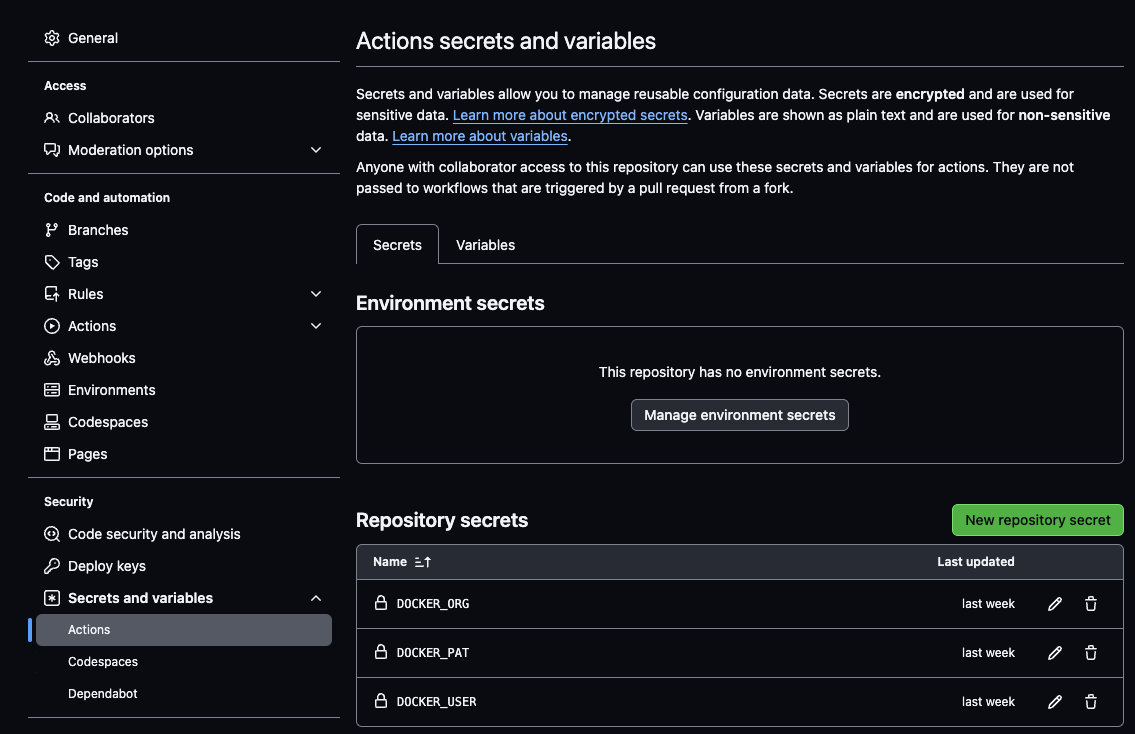 General
Access
Collaborators
Moderation options
Code and automation
Branches
Tags
Rules
Actions
Webhooks
Environments
Codespaces
Pages
Security
Code security and analysis
Deploy keys
Secrets and variables
Actions
Codespaces
Dependabot
Actions secrets and variables
Secrets and variables allow you to manage reusable configuration data. Secrets are encrypted and are used for
sensitive data. Learn more about encrypted secrets. Variables are shown as plain text and are used for non-sensitive
data. Learn more about variables.
Anyone with collaborator access to this repository can use these secrets and variables for actions. They are not
passed to workflows that are triggered by a pull request from a fork.
Secrets Variables
Environment secrets
This repository has no environment secrets.
Manage environment secrets
Repository secrets New repository secret
Name Last updated
DOCKER_ORG last week
DOCKER_PAT last week
DOCKER_USER last week